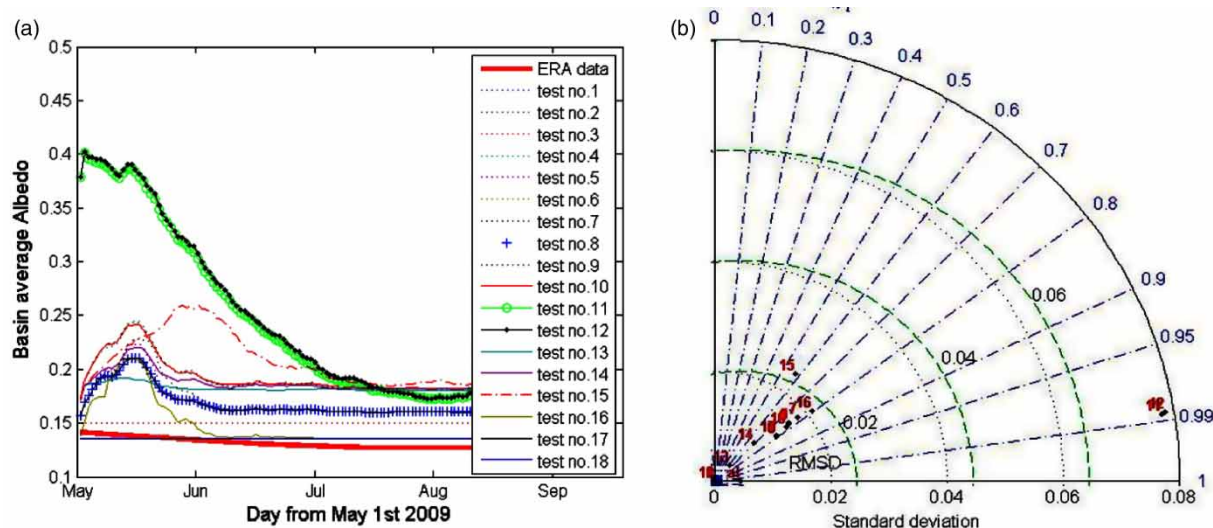 (a)
0.5
0.45
0.4
0.35
0.3
0.25
0.2
0.15
0.1
Basin average Albedo
May
Jun
Jul
Aug
Sep
Day from May 1st 2009
ERA data
test no.1
test no.2
test no.3
test no.4
test no.5
test no.6
test no.7
test no.8
test no.9
test no.10
test no.11
test no.12
test no.13
test no.14
test no.15
test no.16
test no.17
test no.18
(b)
0
0.1
0.2
0.3
0.4
0.5
0.6
0.7
0.8
0.9
0.95
0.99
1
0.06
0.04
0.02
RMSD
15
16
14
0
0.02
0.04
0.06
0.08
Standard deviation